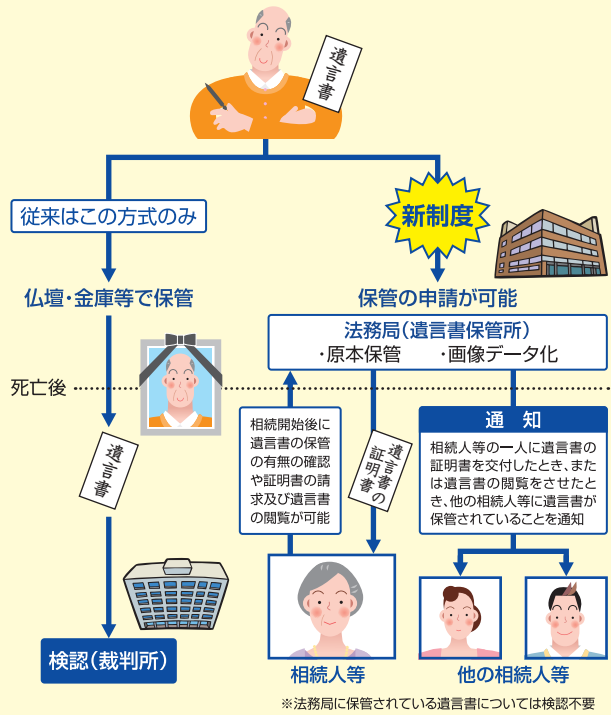 遺言書
従来はこの方式のみ
新制度
仏壇・金庫等で保管
保管の申請が可能
法務局（遺言書保管所）
・原本保管　・画像データ化
死亡後
遺言書
相続開始後に
遺言書の保管
の有無の確認
や証明書の請
求及び遺言書
の閲覧が可能
遺言書の
証明書
通　知
相続人等の一人に遺言書の
証明書を交付したとき、また
は遺言書の閲覧をさせたと
き、他の相続人等に遺言書が
保管されていることを通知
検認（裁判所）
相続人等
他の相続人等
※法務局に保管されている遺言書については検認不要